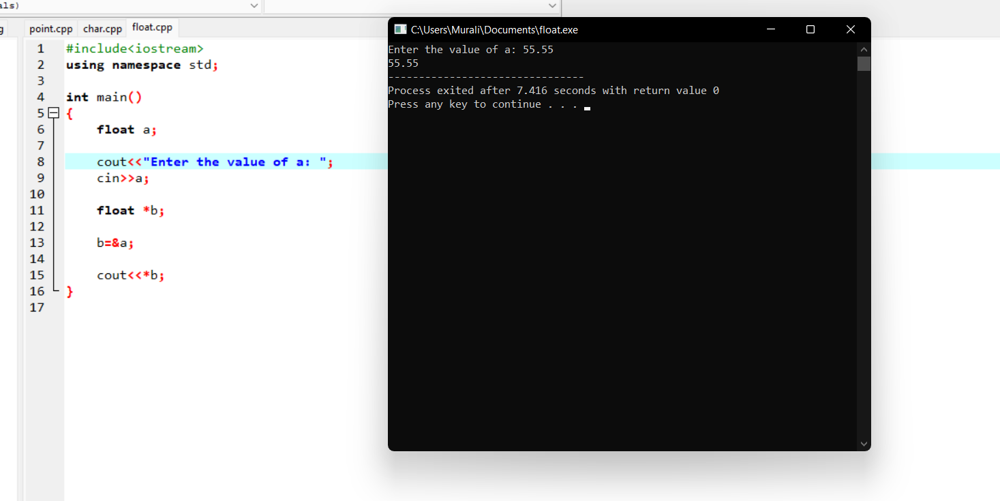 als)
point.cpp char.cpp float.cpp
1 #include<iostream>
2 using namespace std;
3
4 int main()
5 {
6 float a;
7
8 cout<<"Enter the value of a: ";
9 cin>>a;
10
11 float *b;
12
13 b=&a;
14
15 cout<<*b;
16 }
17
C:\Users\Murali\Documents\float.exe
Enter the value of a: 55.55
55.55
--------------------------------
Process exited after 7.416 seconds with return value 0
Press any key to continue . . .